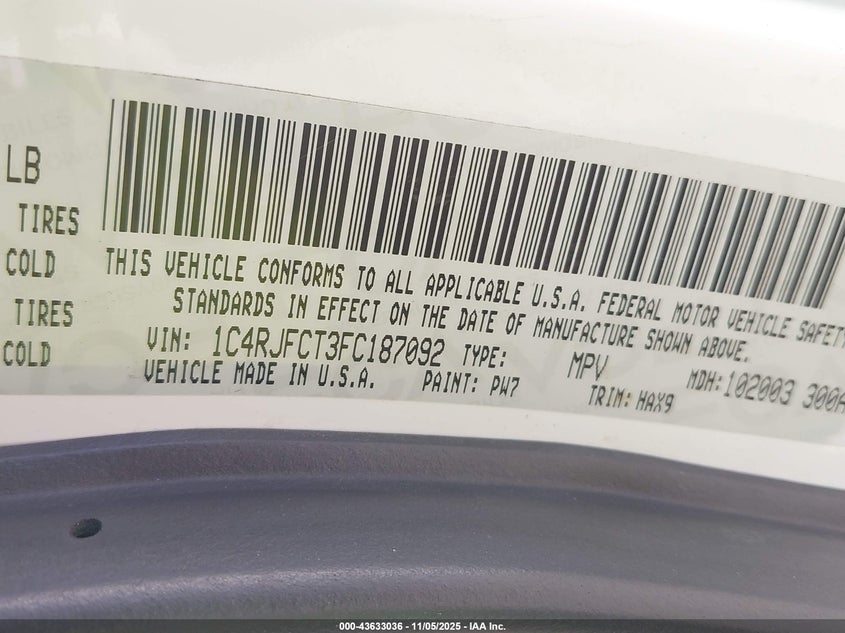 LB
TIRES
COLD
TIRES
COLD
THIS VEHICLE CONFORMS TO ALL APPLICABLE U.S.A. FEDERAL MOTOR VEHICLE SAFETY
STANDARDS IN EFFECT ON THE DATE OF MANUFACTURE SHOWN ABOVE.
VIN: 1C4RJFCT3FC187092 TYPE: MPV MDH: 102003 300A
VEHICLE MADE IN U.S.A. PAINT: PW7 TRIM: HAX9
000-43633036 - 11/05/2025 - IAA Inc.